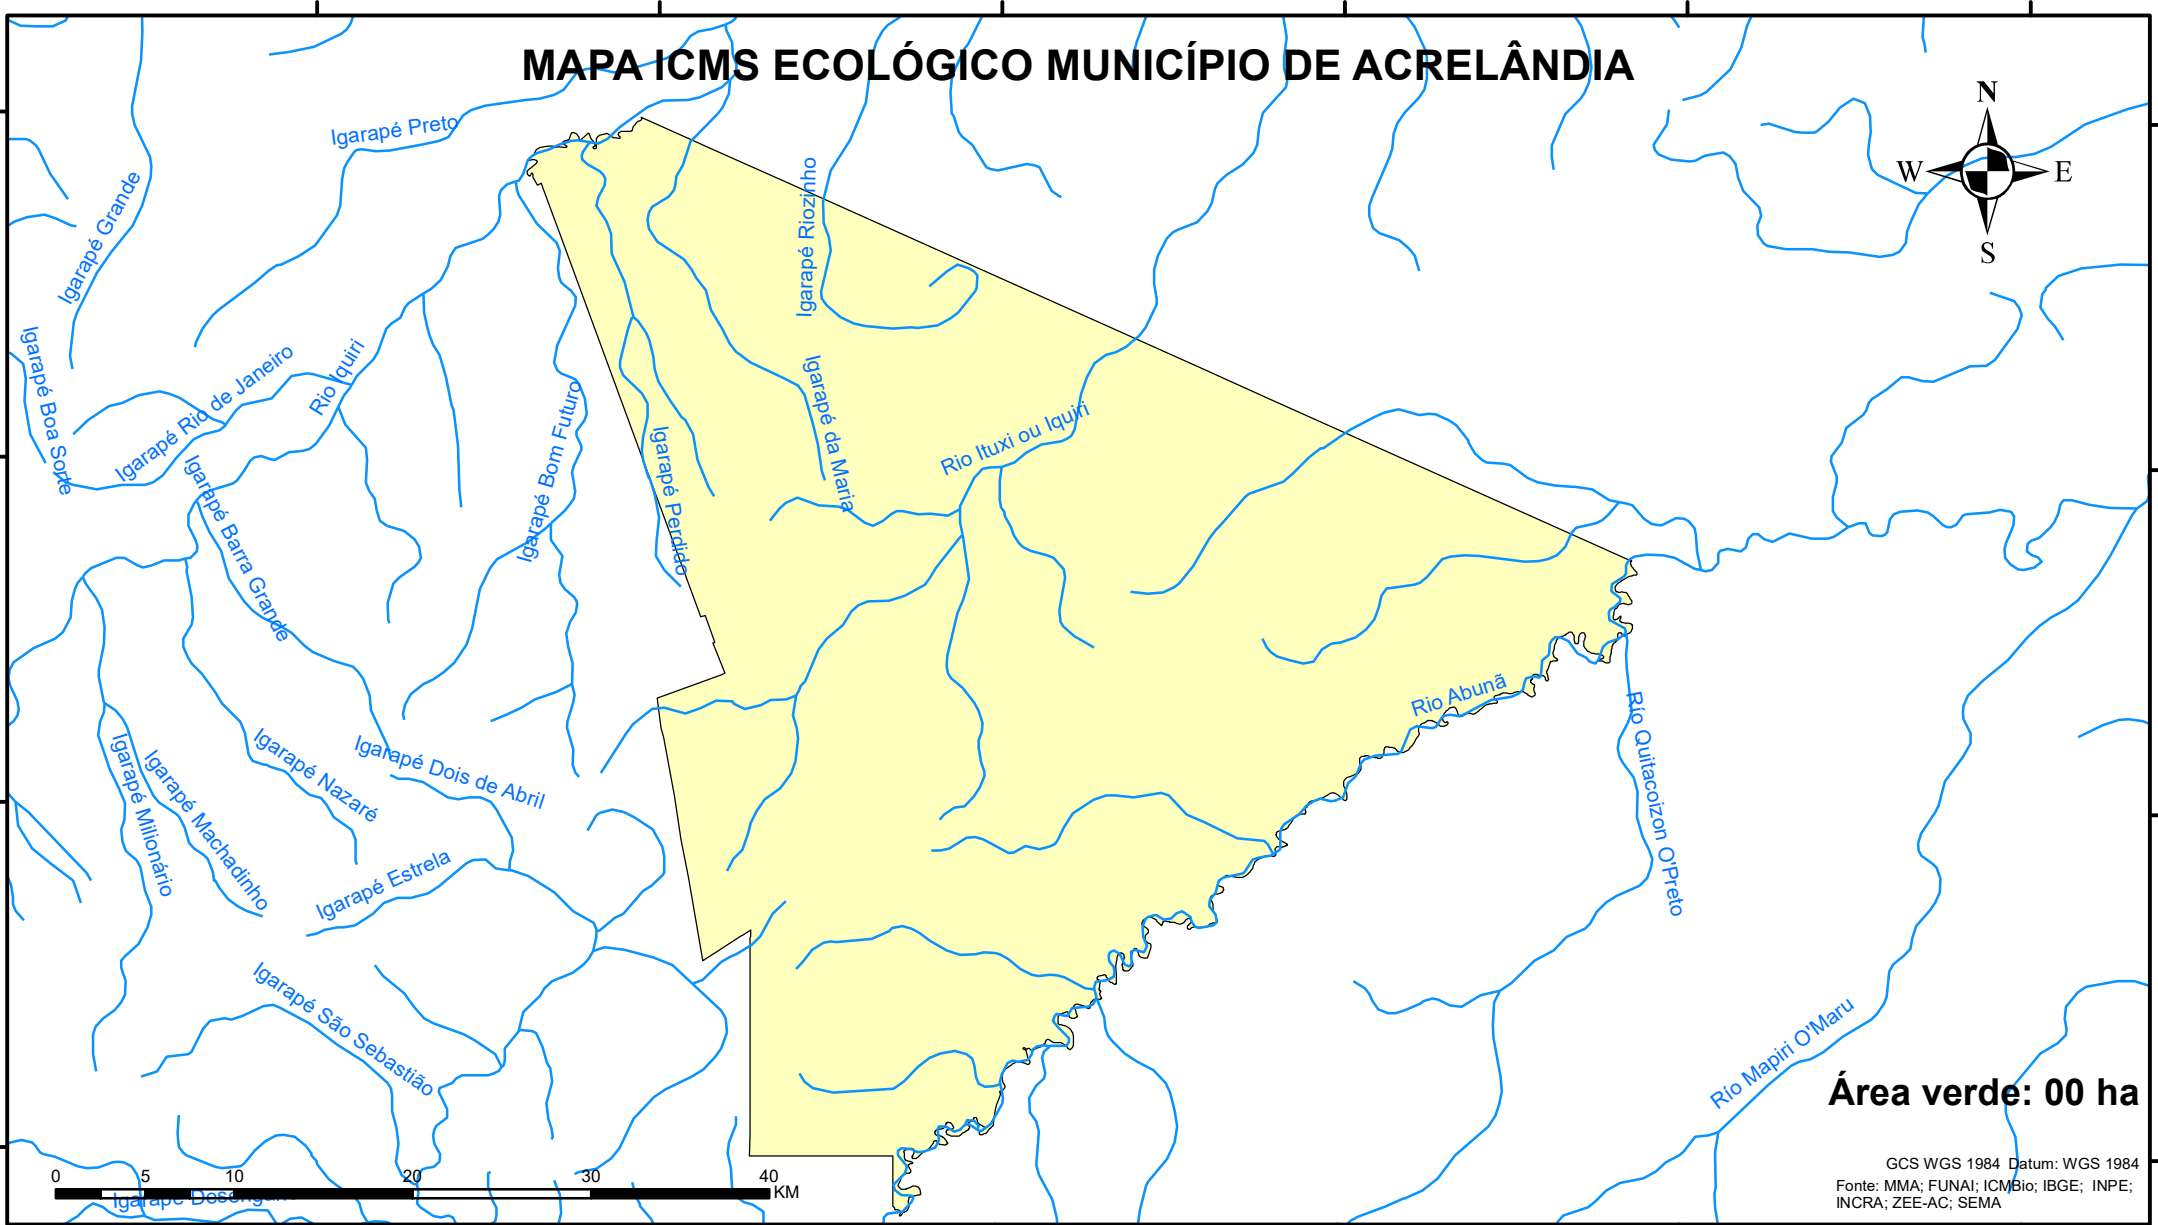 MAPA ICMS ECOLÓGICO MUNICÍPIO DE ACRELÂNDIA
N
W
E
S
Igarapé Preto
Igarapé Grande
Igarapé Riozinho
Igarapé Boa Sorte
Igarapé Rio de Janeiro
Rio Iquiri
Igarapé Bom Futuro
Igarapé da Maria
Rio Ituxi ou Iquiri
Igarapé Perdido
Igarapé Barra Grande
Rio Abunã
Río Quitacoizon O'Preto
Igarapé Milionário
Igarapé Machadinho
Igarapé Nazaré
Igarapé Dois de Abril
Igarapé Estrela
Igarapé São Sebastião
Río Mapiri O'Maru
Área verde: 00 ha
GCS WGS 1984 Datum: WGS 1984
Fonte: MMA; FUNAI; ICMBio; IBGE; INPE;
INCRA; ZEE-AC; SEMA
0 5 10 20 30 40
KM
Igarapé